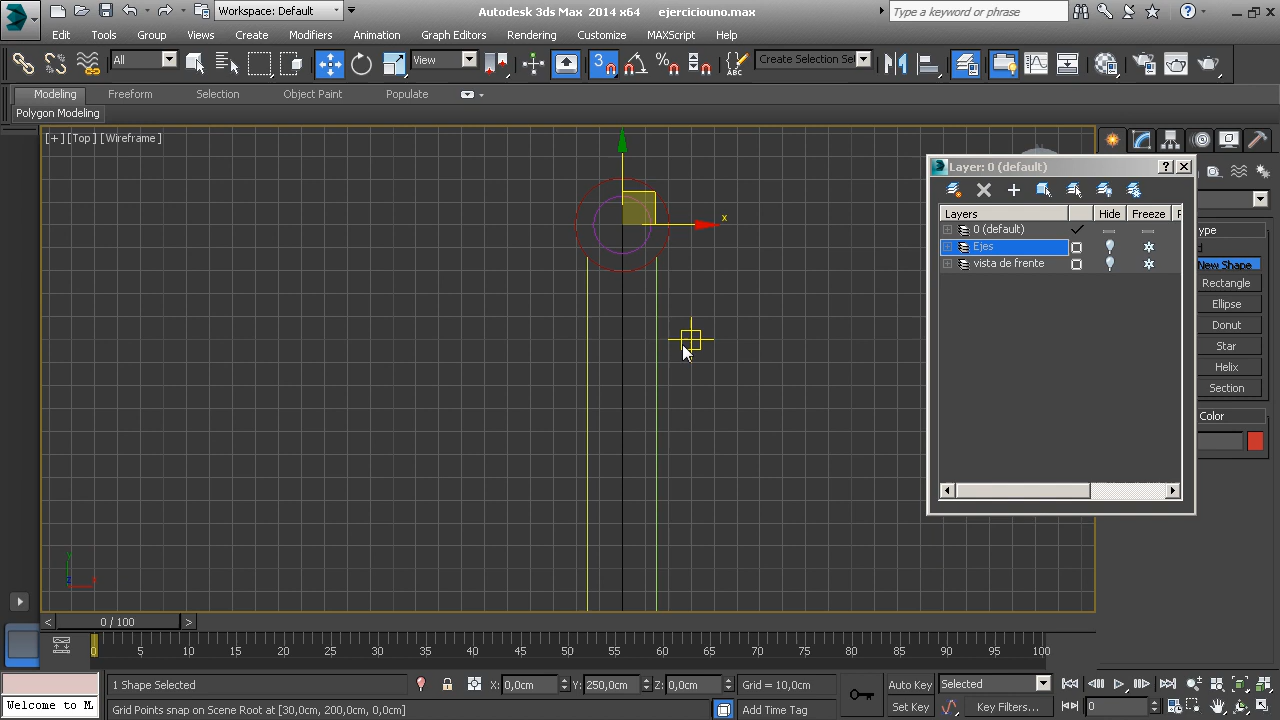 Workspace: Default
Autodesk 3ds Max 2014 x64 ejerciciouno.max
Type a keyword or phrase
Edit Tools Group Views Create Modifiers Animation Graph Editors Rendering Customize MAXScript Help
All
View
3
Create Selection Se
Modeling Freeform Selection Object Paint Populate
Polygon Modeling
[+][Top][Wireframe]
x
Layer: 0 (default)
Layers Hide Freeze
0 (default)
Ejes
vista de frente
New Shape
Rectangle
Ellipse
Donut
Star
Helix
Section
Color
0 / 100
0 5 10 15 20 25 30 35 40 45 50 55 60 65 70 75 80 85 90 95 100
1 Shape Selected
X: 0,0cm Y: 250,0cm Z: 0,0cm Grid = 10,0cm
Auto Key Selected
Welcome to M
Grid Points snap on Scene Root at [30,0cm, 200,0cm, 0,0cm]
Add Time Tag
Set Key Key Filters... 0